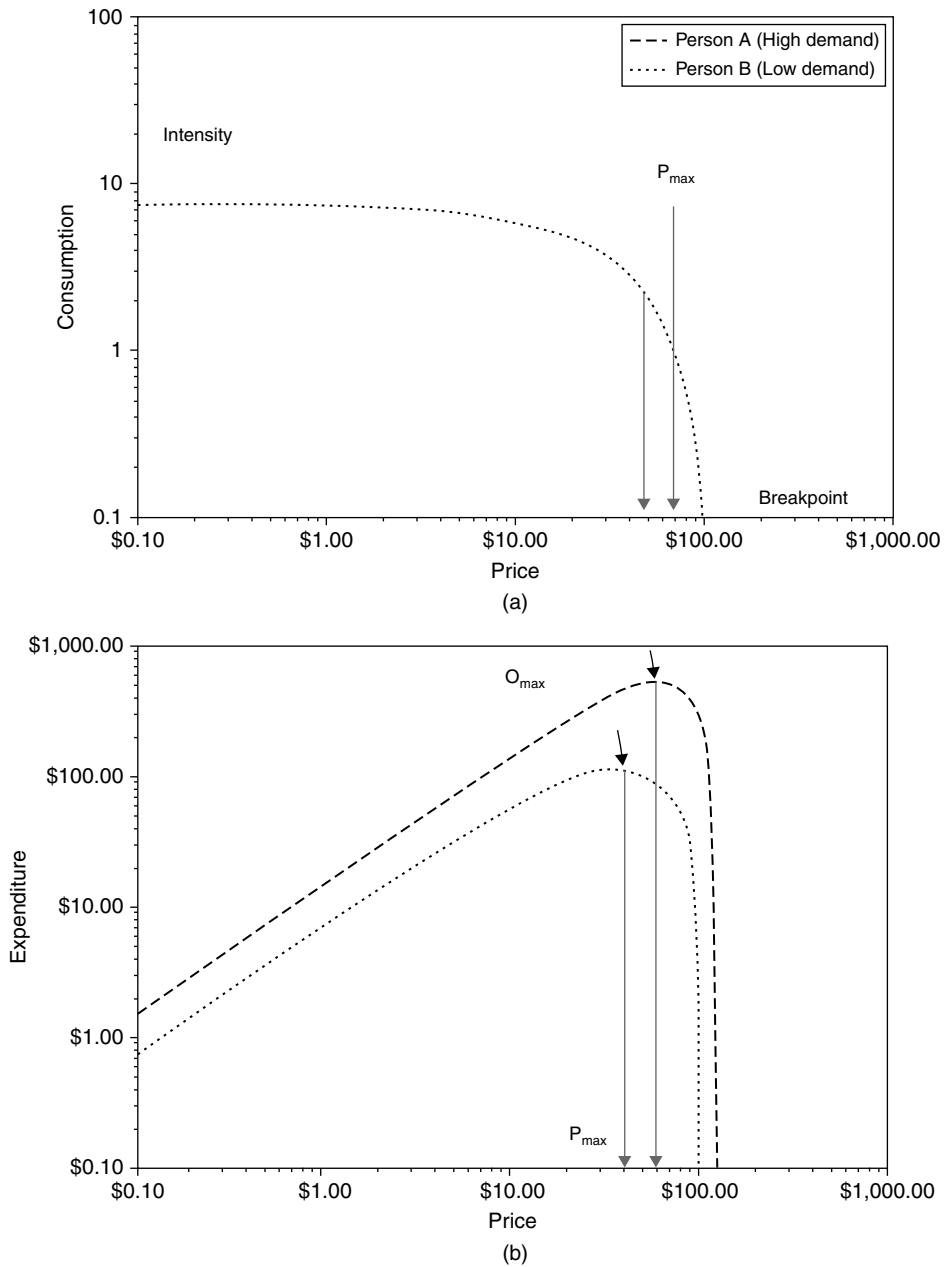 100
Person A (High demand)
Person B (Low demand)
Intensity
Pmax
10
Consumption
1
Breakpoint
0.1
$0.10
$1.00
$10.00
$100.00
$1,000.00
Price
(a)
$1,000.00
Omax
$100.00
$10.00
Expenditure
$1.00
Pmax
$0.10
$0.10
$1.00
$10.00
$100.00
$1,000.00
Price
(b)